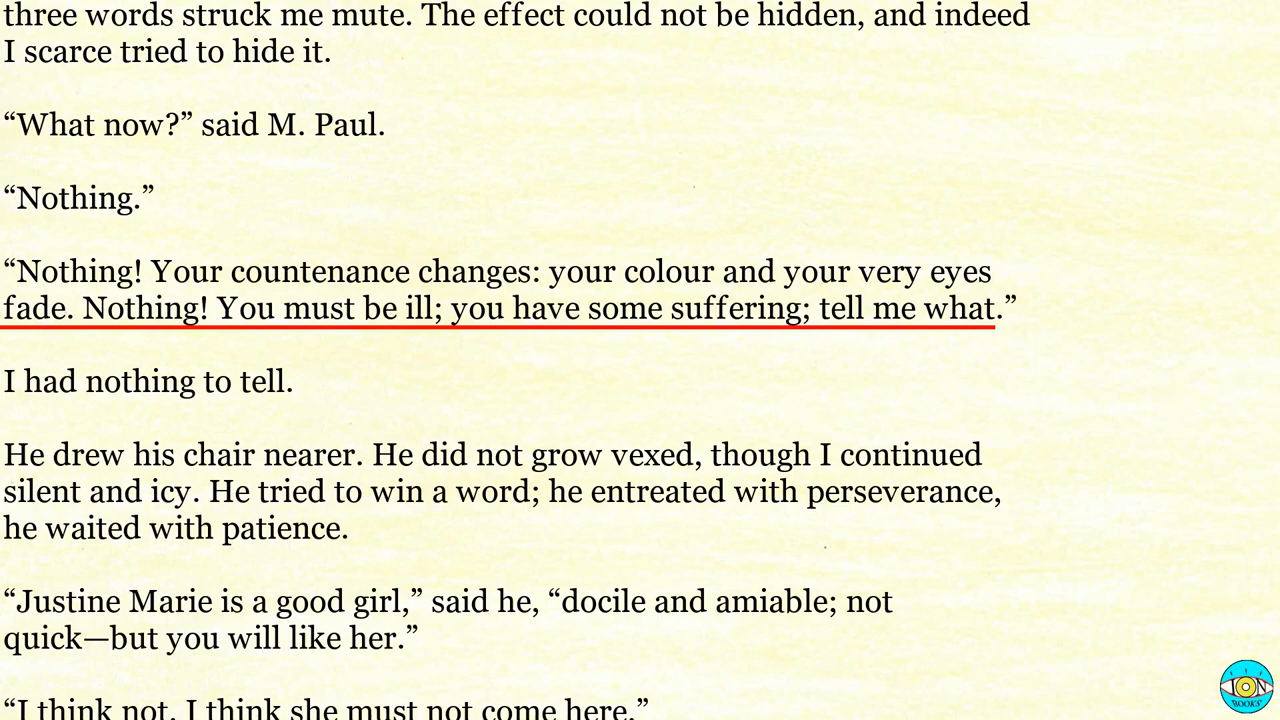 three words struck me mute. The effect could not be hidden, and indeed
I scarce tried to hide it.
“What now?” said M. Paul.
“Nothing.”
“Nothing! Your countenance changes: your colour and your very eyes
fade. Nothing! You must be ill; you have some suffering; tell me what.”
I had nothing to tell.
He drew his chair nearer. He did not grow vexed, though I continued
silent and icy. He tried to win a word; he entreated with perseverance,
he waited with patience.
“Justine Marie is a good girl,” said he, “docile and amiable; not
quick—but you will like her.”
“I think not. I think she must not come here.”
ION
BOOKS